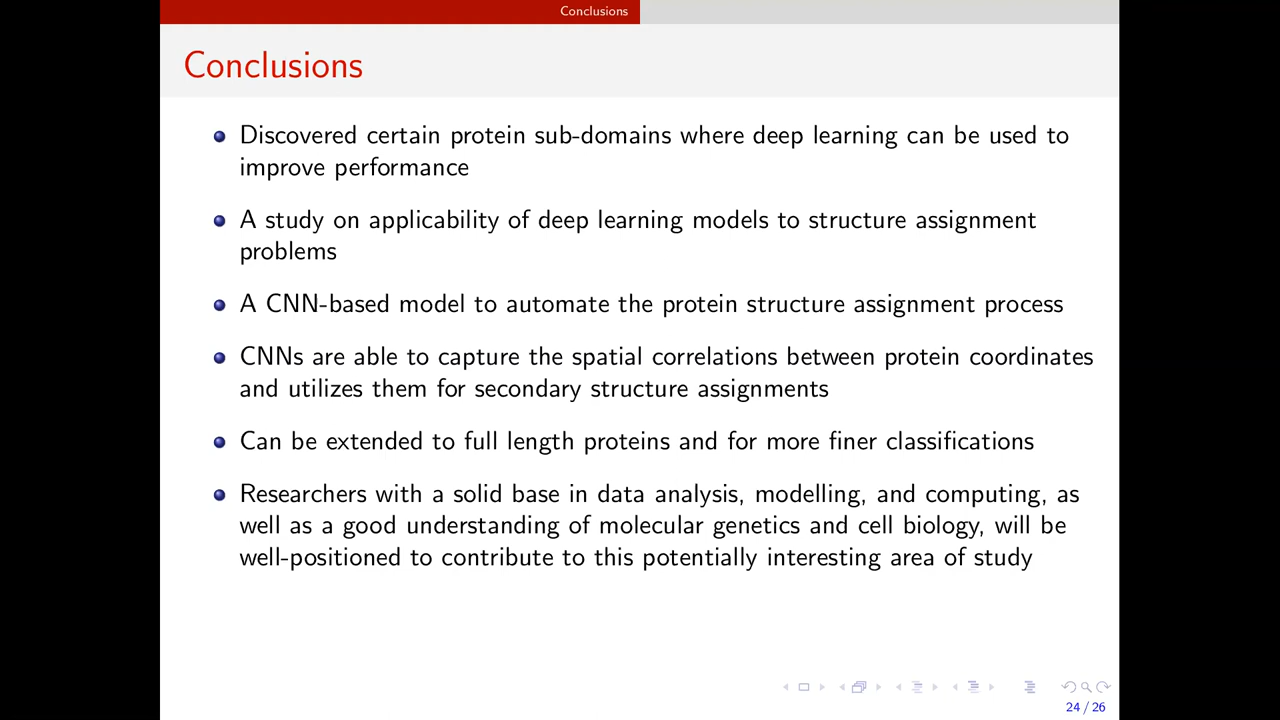 Conclusions
Conclusions
Discovered certain protein sub-domains where deep learning can be used to
improve performance
A study on applicability of deep learning models to structure assignment
problems
A CNN-based model to automate the protein structure assignment process
CNNs are able to capture the spatial correlations between protein coordinates
and utilizes them for secondary structure assignments
Can be extended to full length proteins and for more finer classifications
Researchers with a solid base in data analysis, modelling, and computing, as
well as a good understanding of molecular genetics and cell biology, will be
well-positioned to contribute to this potentially interesting area of study
24 / 26